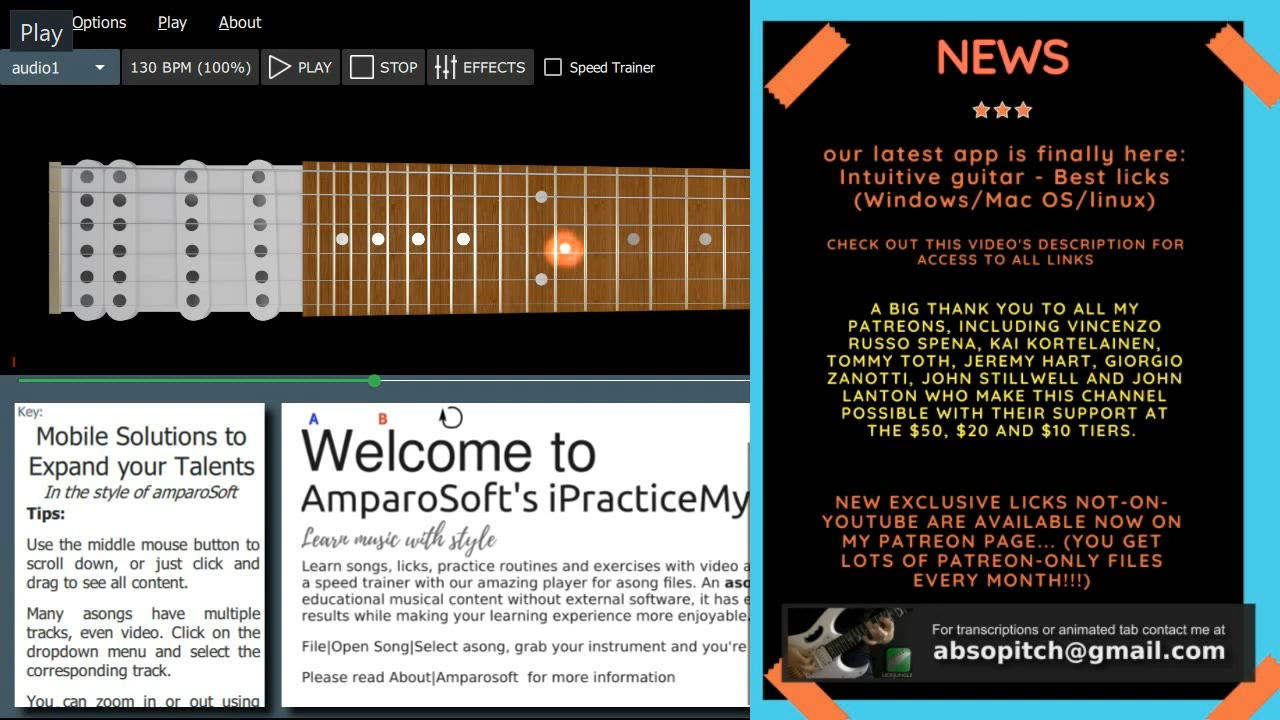 Options Play About
Play
audio1 130 BPM (100%) PLAY STOP EFFECTS Speed Trainer
Key:
Mobile Solutions to
Expand your Talents
In the style of amparoSoft
Tips:
Use the middle mouse button to
scroll down, or just click and
drag to see all content.
Many asongs have multiple
tracks, even video. Click on the
dropdown menu and select the
corresponding track.
You can zoom in or out using
A B
Welcome to
AmparoSoft's iPracticeMy
Learn music with style
Learn songs, licks, practice routines and exercises with video a
a speed trainer with our amazing player for asong files. An aso
educational musical content without external software, it has e
results while making your learning experience more enjoyable.
File|Open Song|Select asong, grab your instrument and you're
Please read About|Amparosoft for more information
NEWS
our latest app is finally here:
Intuitive guitar - Best licks
(Windows/Mac OS/linux)
CHECK OUT THIS VIDEO'S DESCRIPTION FOR
ACCESS TO ALL LINKS
A BIG THANK YOU TO ALL MY
PATREONS, INCLUDING VINCENZO
RUSSO SPENA, KAI KORTELAINEN,
TOMMY TOTH, JEREMY HART, GIORGIO
ZANOTTI, JOHN STILLWELL AND JOHN
LANTON WHO MAKE THIS CHANNEL
POSSIBLE WITH THEIR SUPPORT AT
THE $50, $20 AND $10 TIERS.
NEW EXCLUSIVE LICKS NOT-ON-
YOUTUBE ARE AVAILABLE NOW ON
MY PATREON PAGE... (YOU GET
LOTS OF PATREON-ONLY FILES
EVERY MONTH!!!)
For transcriptions or animated tab contact me at
absopitch@gmail.com